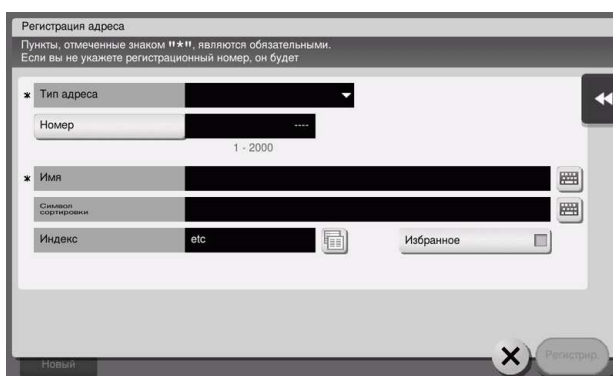 Регистрация адреса
Пункты, отмеченные знаком "*", являются обязательными.
Если вы не укажете регистрационный номер, он будет
* Тип адреса
Номер ----
1 - 2000
* Имя
Символ
сортировки
Индекс etc Избранное
Регистрир.
Новый